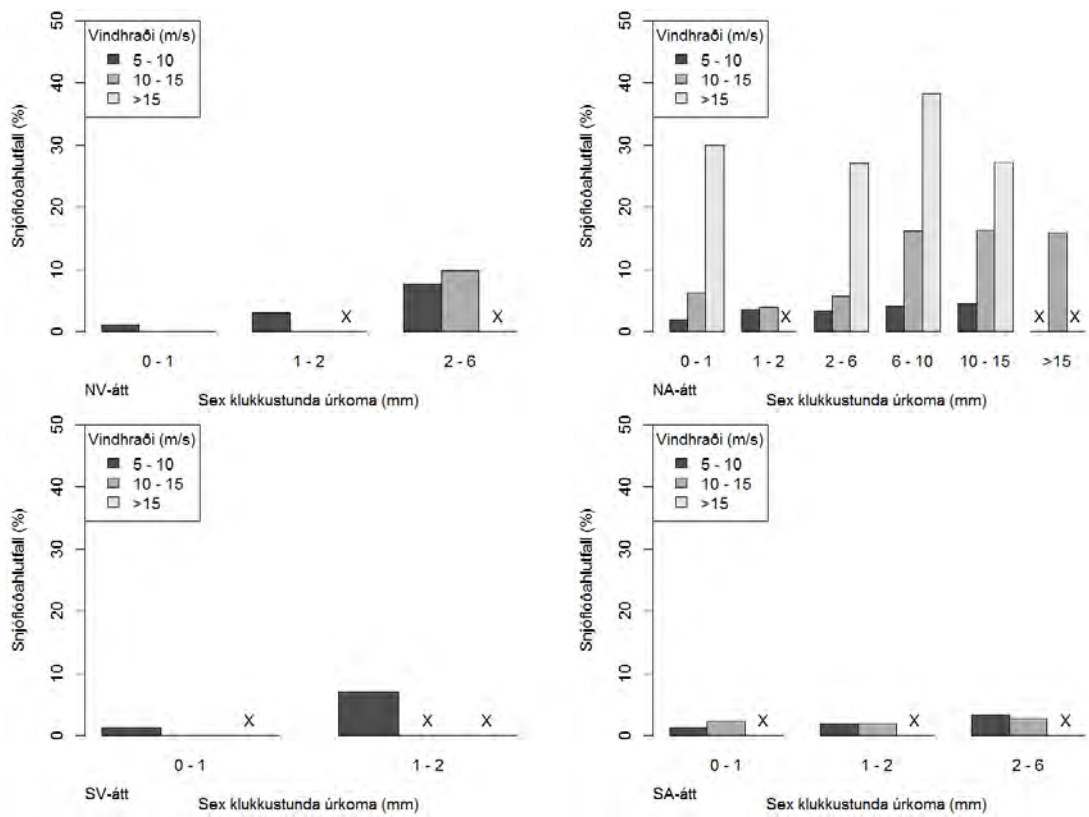 Snjóflóðahlutfall (%)
50
40
30
20
10
0
Vindhraði (m/s)
5 - 10
10 - 15
>15
X
X
0 - 1
1 - 2
2 - 6
NV-átt
Sex klukkustunda úrkoma (mm)
Snjóflóðahlutfall (%)
50
40
30
20
10
0
Vindhraði (m/s)
5 - 10
10 - 15
>15
X
X
X
0 - 1
1 - 2
2 - 6
6 - 10
10 - 15
>15
NA-átt
Sex klukkustunda úrkoma (mm)
Snjóflóðahlutfall (%)
50
40
30
20
10
0
Vindhraði (m/s)
5 - 10
10 - 15
>15
X
X
X
0 - 1
1 - 2
SV-átt
Sex klukkustunda úrkoma (mm)
Snjóflóðahlutfall (%)
50
40
30
20
10
0
Vindhraði (m/s)
5 - 10
10 - 15
>15
X
X
X
0 - 1
1 - 2
2 - 6
SA-átt
Sex klukkustunda úrkoma (mm)